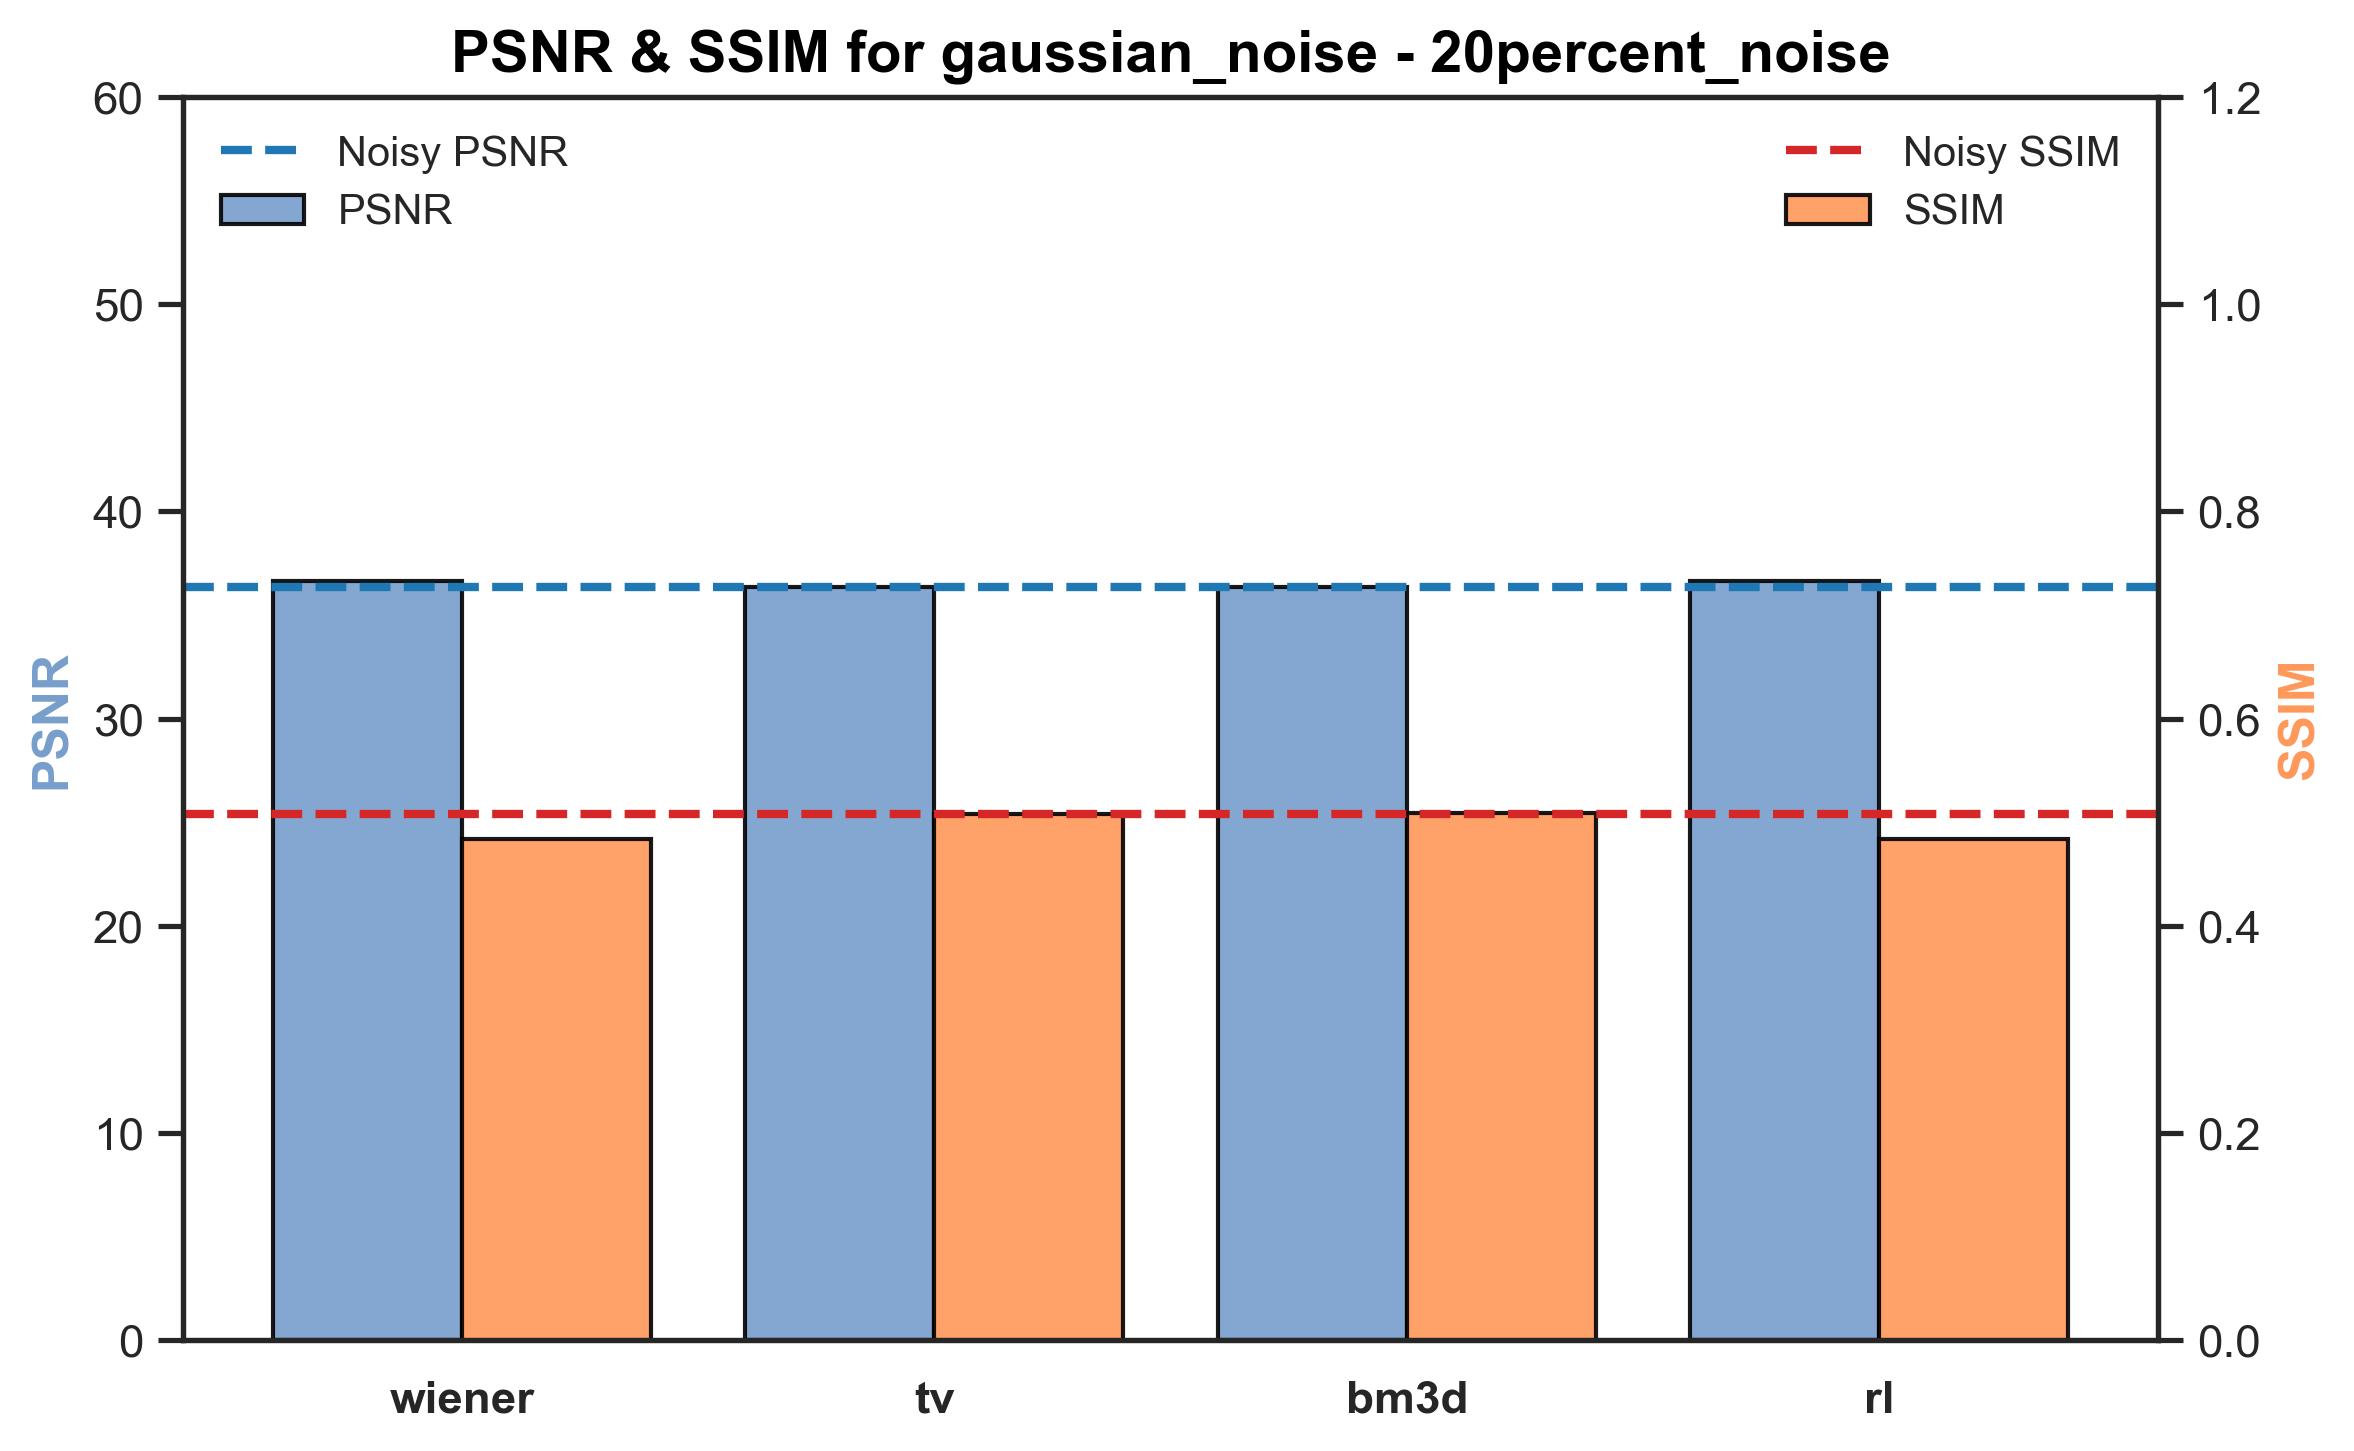 PSNR & SSIM for gaussian_noise - 20percent_noise
Noisy PSNR
PSNR
Noisy SSIM
SSIM
60
50
40
30
20
10
0
PSNR
1.2
1.0
0.8
0.6
0.4
0.2
0.0
SSIM
wiener
tv
bm3d
rl